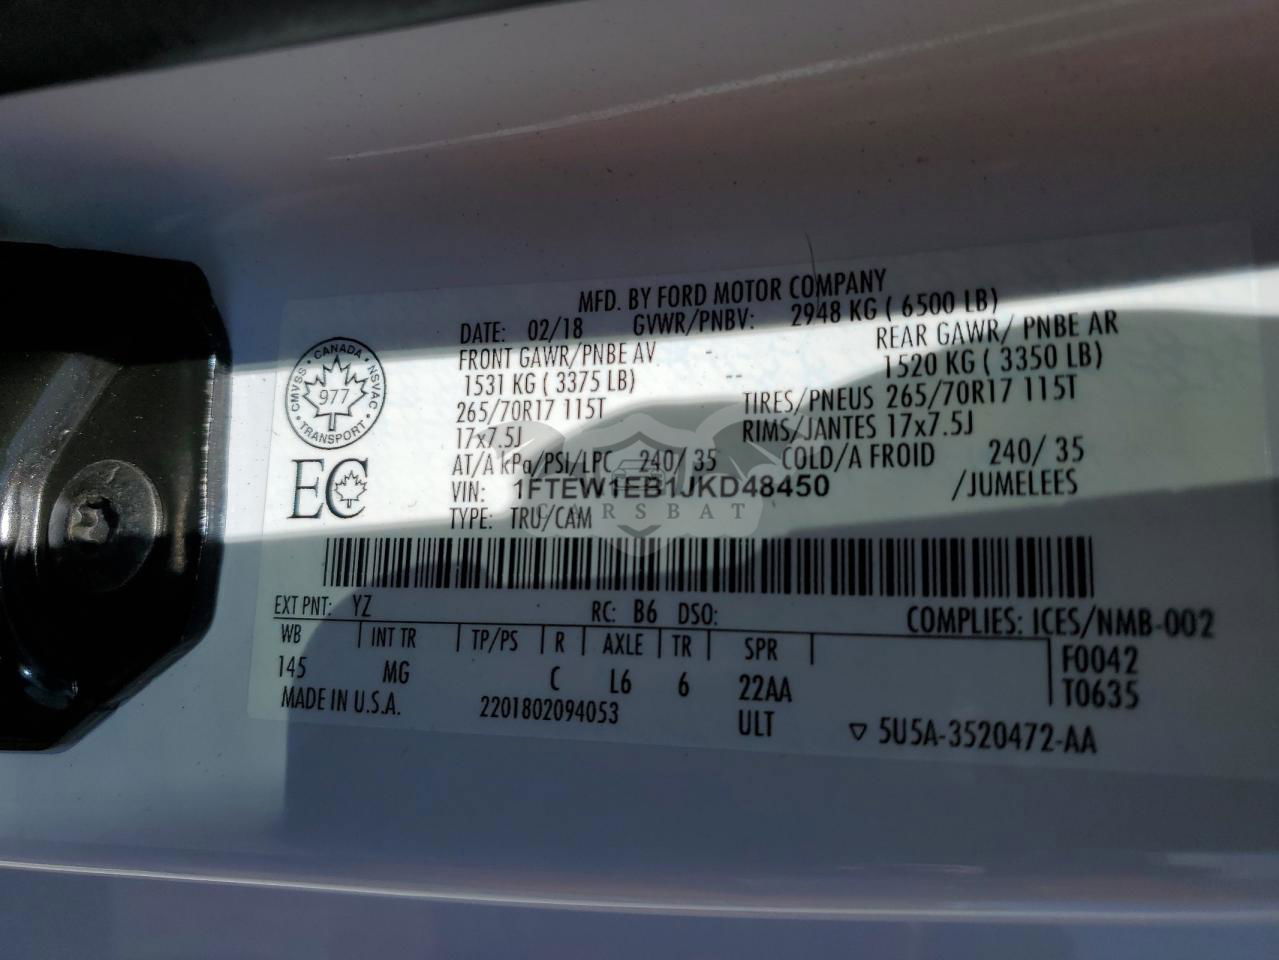 MFD. BY FORD MOTOR COMPANY
DATE: 02/18 GVWR/PNBV: 2948 KG ( 6500 LB)
FRONT GAWR/PNBE AV - REAR GAWR/ PNBE AR
1531 KG ( 3375 LB) -- 1520 KG ( 3350 LB)
265/70R17 115T TIRES/PNEUS 265/70R17 115T
17x7.5J RIMS/JANTES 17x7.5J
AT/A kPa/PSI/LPC 240/ 35 COLD/A FROID 240/ 35
VIN: 1FTEW1EB1JKD48450 /JUMELEES
TYPE: TRU/CAM
CANADA
CMVSS · NSVAC
977
TRANSPORT
EC
CARSBAT
EXT PNT: YZ RC: B6 DSO: COMPLIES: ICES/NMB-002
WB INT TR TP/PS R AXLE TR SPR F0042
145 MG C L6 6 22AA T0635
MADE IN U.S.A. 2201802094053 ULT ▽ 5U5A-3520472-AA